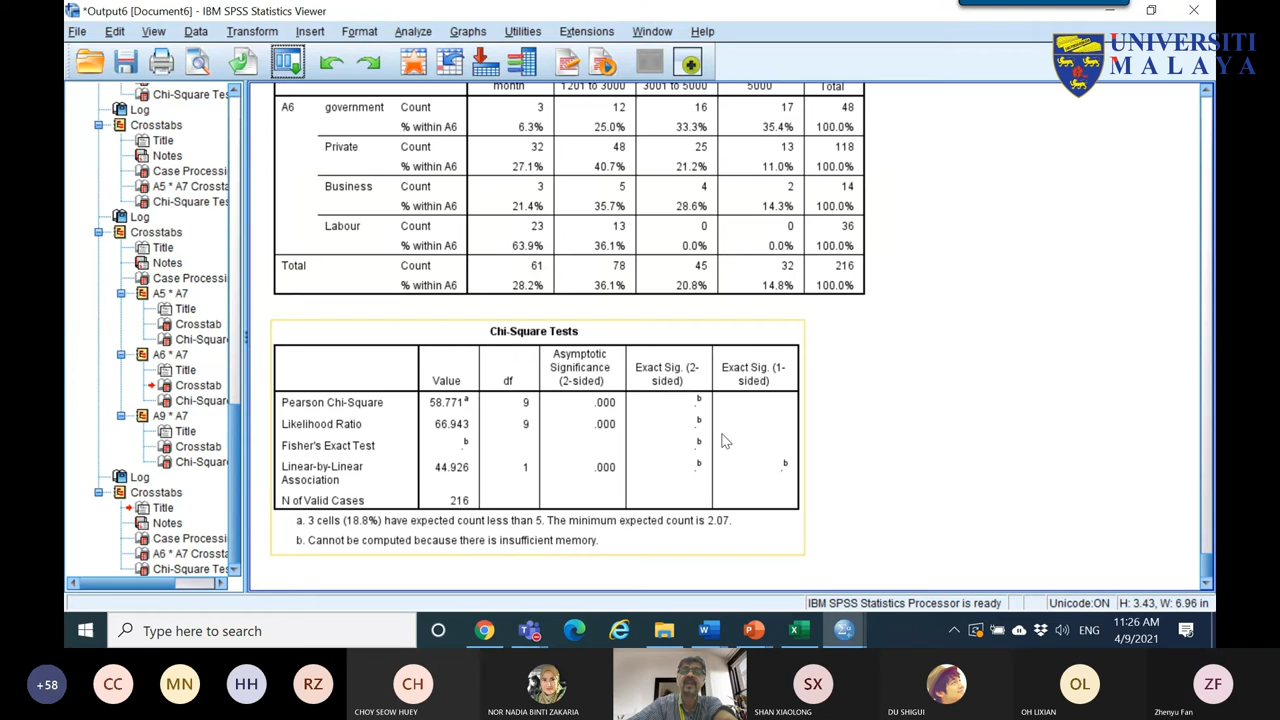 *Output6 [Document6] - IBM SPSS Statistics Viewer
File Edit View Data Transform Insert Format Analyze Graphs Utilities Extensions Window Help
UNIVERSITI
MALAYA
Chi-Square Tes
Log
Crosstabs
Title
Notes
Case Processi
A5 * A7 Crossta
Chi-Square Tes
Log
Crosstabs
Title
Notes
Case Processi
A5 * A7
Title
Crosstab
Chi-Squar
A6 * A7
Title
Crosstab
Chi-Squar
A9 * A7
Title
Crosstab
Chi-Squar
Log
Crosstabs
Title
Notes
Case Processi
A6 * A7 Crossta
Chi-Square Tes
month 1201 to 3000 3001 to 5000 5000 Total
A6 government Count 3 12 16 17 48
% within A6 6.3% 25.0% 33.3% 35.4% 100.0%
Private Count 32 48 25 13 118
% within A6 27.1% 40.7% 21.2% 11.0% 100.0%
Business Count 3 5 4 2 14
% within A6 21.4% 35.7% 28.6% 14.3% 100.0%
Labour Count 23 13 0 0 36
% within A6 63.9% 36.1% 0.0% 0.0% 100.0%
Total Count 61 78 45 32 216
% within A6 28.2% 36.1% 20.8% 14.8% 100.0%
Chi-Square Tests
Value df Asymptotic Significance (2-sided) Exact Sig. (2-sided) Exact Sig. (1-sided)
Pearson Chi-Square 58.771a 9 .000 .b
Likelihood Ratio 66.943 9 .000 .b
Fisher's Exact Test .b .b
Linear-by-Linear Association 44.926 1 .000 .b .b
N of Valid Cases 216
a. 3 cells (18.8%) have expected count less than 5. The minimum expected count is 2.07.
b. Cannot be computed because there is insufficient memory.
IBM SPSS Statistics Processor is ready Unicode:ON H: 3.43, W: 6.96 in
Type here to search
ENG
11:26 AM
4/9/2021
+58 CC MN HH RZ CH SX OL ZF
CHOY SEOW HUEY NOR NADIA BINTI ZAKARIA SHAN XIAOLONG DU SHIGUI OH LIXIAN Zhenyu Fan